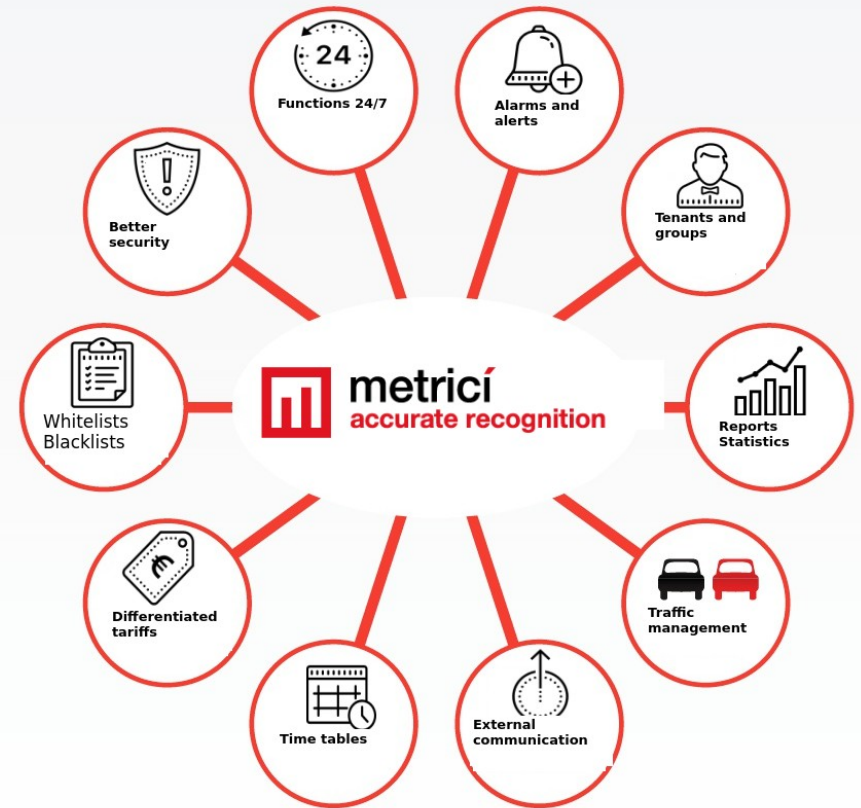 24
Functions 24/7
Alarms and
alerts
Better
security
Tenants and
groups
Whitelists
Blacklists
metricí
accurate recognition
Reports
Statistics
Differentiated
tariffs
Traffic
management
Time tables
External
communication